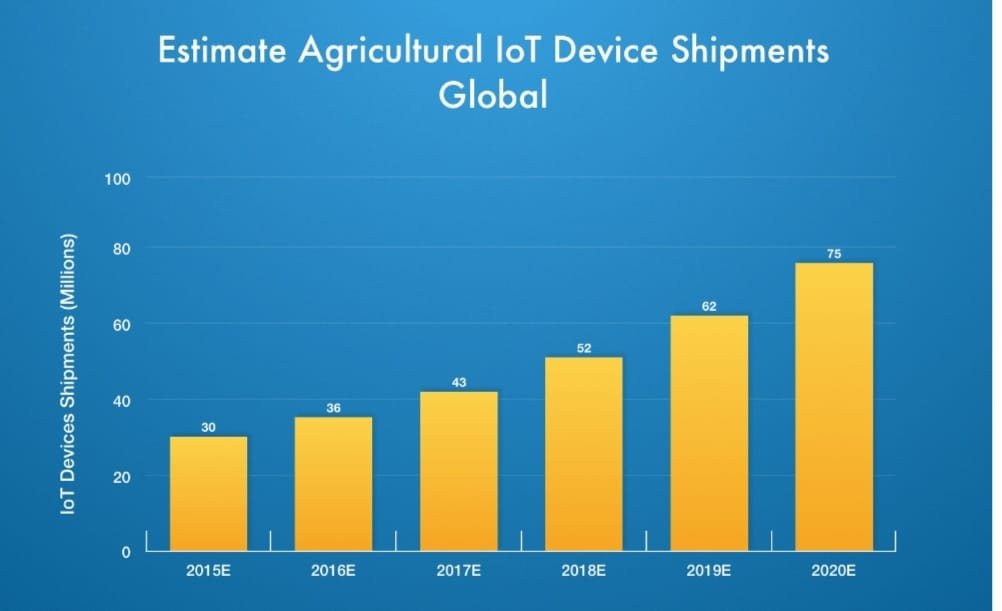 Estimate Agricultural IoT Device Shipments
Global
IoT Devices Shipments (Millions)
100
80
60
40
20
0
30
36
43
52
62
75
2015E
2016E
2017E
2018E
2019E
2020E